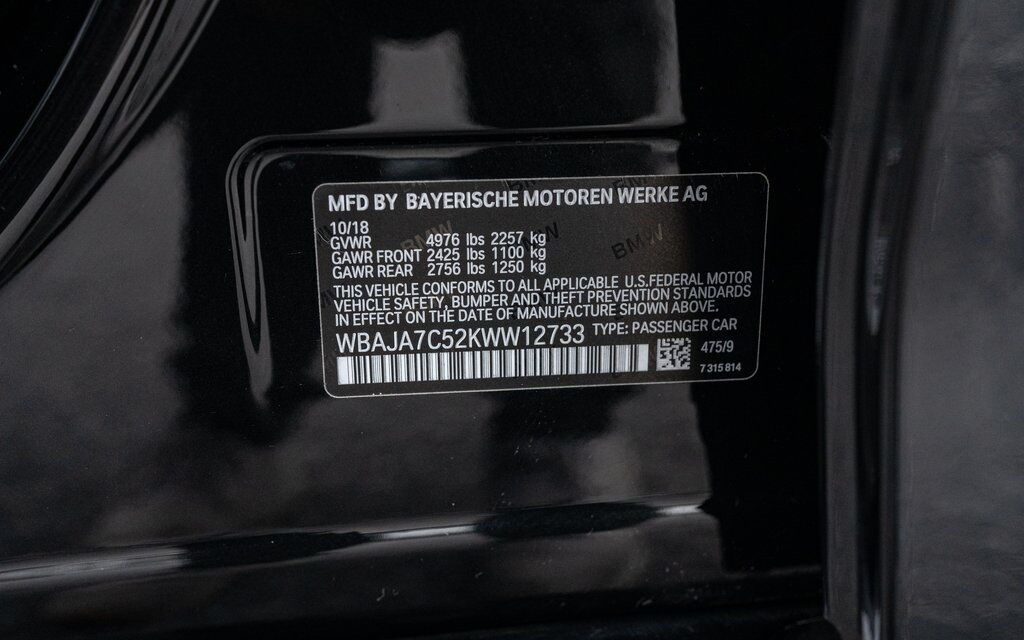 MFD BY BAYERISCHE MOTOREN WERKE AG
10/18
GVWR 4976 lbs 2257 kg
GAWR FRONT 2425 lbs 1100 kg
GAWR REAR 2756 lbs 1250 kg
THIS VEHICLE CONFORMS TO ALL APPLICABLE U.S.FEDERAL MOTOR
VEHICLE SAFETY, BUMPER AND THEFT PREVENTION STANDARDS
IN EFFECT ON THE DATE OF MANUFACTURE SHOWN ABOVE.
WBAJA7C52KWW12733 TYPE: PASSENGER CAR
475/9
7 315 814
BMW
BMW
BMW